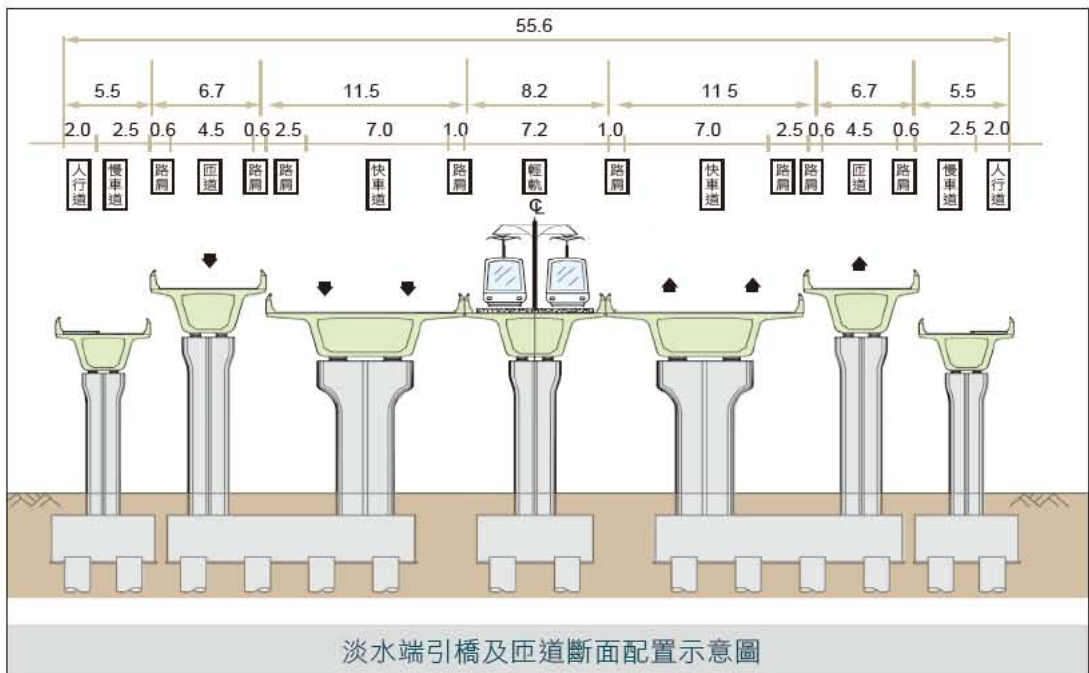 55.6
5.5 6.7 11.5 8.2 11 5 6.7 5.5
2.0 2.5 0.6 4.5 0.6 2.5 7.0 1.0 7.2 1.0 7.0 2.5 0.6 4.5 0.6 2.5 2.0
人行道 慢車道 路肩 匝道 路肩 路肩 快車道 路肩 輕軌 路肩 快車道 路肩 路肩 匝道 路肩 慢車道 人行道
℄
淡水端引橋及匝道斷面配置示意圖